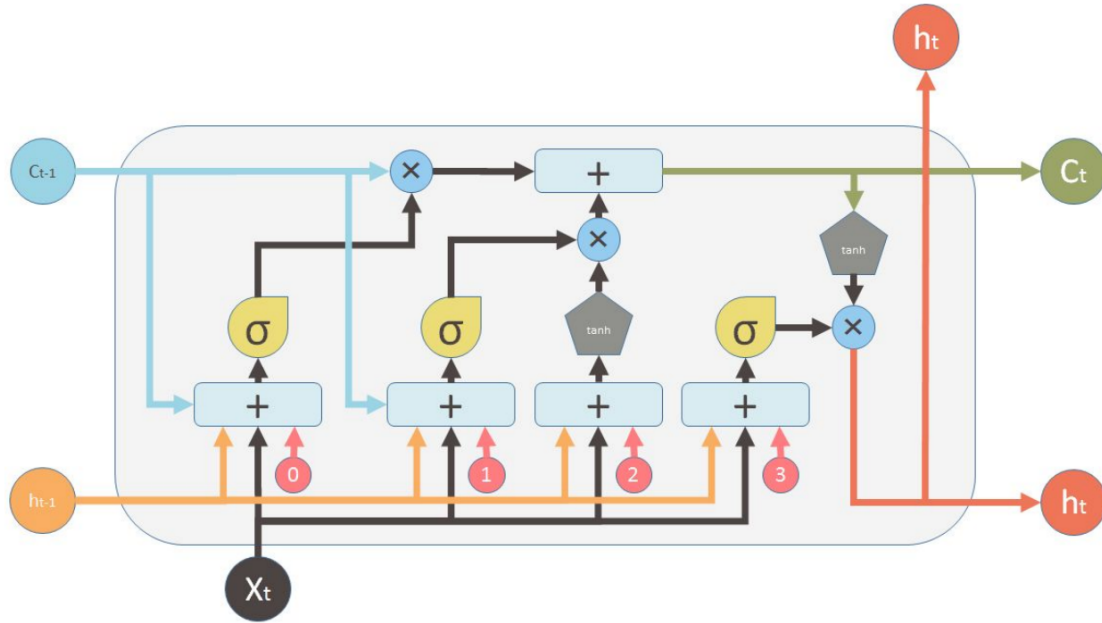 ht
Ct-1
×
+
Ct
×
tanh
σ
σ
tanh
σ
×
+
+
+
+
0
1
2
3
ht-1
ht
Xt